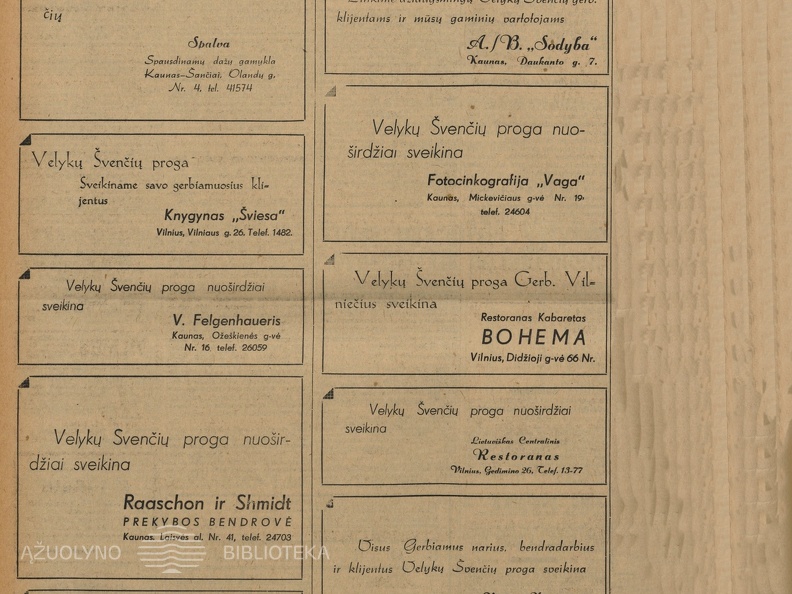 čių
Spalva
Spausdinamų dažų gamykla
Kaunas-Šančiai, Olandų g.
Nr. 4, tel. 41574
Velykų Švenčių proga
Sveikiname savo gerbiamuosius kli-
jentus
Knygynas „Šviesa“
Vilnius, Vilniaus g. 26. Telef. 1482.
Velykų Švenčių proga nuoširdžiai
sveikina
V. Felgenhaueris
Kaunas, Ožeškienės g-vė
Nr. 16, telef. 26059
Velykų Švenčių proga nuošir-
džiai sveikina
Raaschon ir Shmidt
PREKYBOS BENDROVĖ
Kaunas, Laisvės al. Nr. 41, telef. 24703
Velykų Švenčių gerb.
klijentams ir mūsų gaminių vartotojams
A./B. „Sodyba“
Kaunas, Daukanto g. 7.
Velykų Švenčių proga nuo-
širdžiai sveikina
Fotocinkografija „Vaga“
Kaunas, Mickevičiaus g-vė Nr. 19.
telef. 24604
Velykų Švenčių proga Gerb. Vil-
niečius sveikina
Restoranas Kabaretas
BOHEMA
Vilnius, Didžioji g-vė 66 Nr.
Velykų Švenčių proga nuoširdžiai
sveikina
Lietuviškas Centralinis
Restoranas
Vilnius, Gedimino 26, Telef. 13-77
Visus Gerbiamus narius, bendradarbius
ir klijentus Velykų Švenčių proga sveikina
ĄŽUOLYNO BIBLIOTEKA